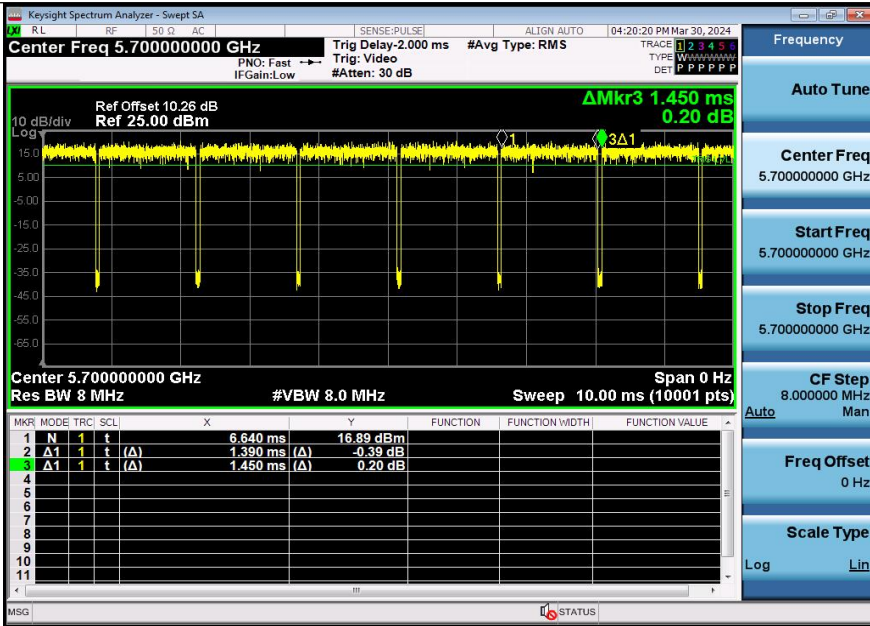 Keysight Spectrum Analyzer - Swept SA
LXI RL RF 50 Ω AC SENSE:PULSE ALIGN AUTO 04:20:20 PM Mar 30, 2024
Center Freq 5.700000000 GHz
PNO: Fast
IFGain:Low
Trig Delay-2.000 ms
Trig: Video
#Atten: 30 dB
#Avg Type: RMS
TRACE 1 2 3 4 5 6
TYPE WWWWWW
DET P P P P P P
ΔMkr3 1.450 ms
0.20 dB
Ref Offset 10.26 dB
10 dB/div Ref 25.00 dBm
Log
1
3Δ1
15.0
5.00
-5.00
-15.0
-25.0
-35.0
-45.0
-55.0
-65.0
Center 5.700000000 GHz Span 0 Hz
Res BW 8 MHz #VBW 8.0 MHz Sweep 10.00 ms (10001 pts)
MKR MODE TRC SCL X Y FUNCTION FUNCTION WIDTH FUNCTION VALUE
1 N 1 t 6.640 ms 16.89 dBm
2 Δ1 1 t (Δ) 1.390 ms (Δ) -0.39 dB
3 Δ1 1 t (Δ) 1.450 ms (Δ) 0.20 dB
4
5
6
7
8
9
10
11
MSG STATUS
Frequency
Auto Tune
Center Freq
5.700000000 GHz
Start Freq
5.700000000 GHz
Stop Freq
5.700000000 GHz
CF Step
8.000000 MHz
Auto Man
Freq Offset
0 Hz
Scale Type
Log Lin